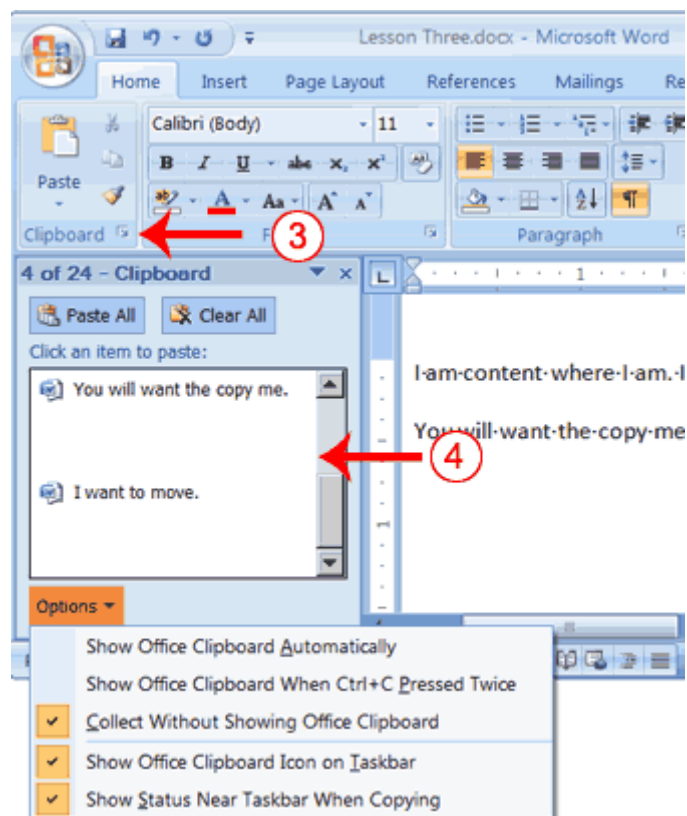 Lesson Three.docx - Microsoft Word
Home Insert Page Layout References Mailings Re
Calibri (Body) 11
B I U abc x₂ x²
Paste
ab A Aa A A
Clipboard F Paragraph
3
4 of 24 - Clipboard
Paste All Clear All
Click an item to paste:
You will want the copy me.
I want to move.
1
I·am·content·where·I·am.·I
You·will·want·the·copy·me
4
1
Options
Show Office Clipboard Automatically
Show Office Clipboard When Ctrl+C Pressed Twice
Collect Without Showing Office Clipboard
Show Office Clipboard Icon on Taskbar
Show Status Near Taskbar When Copying